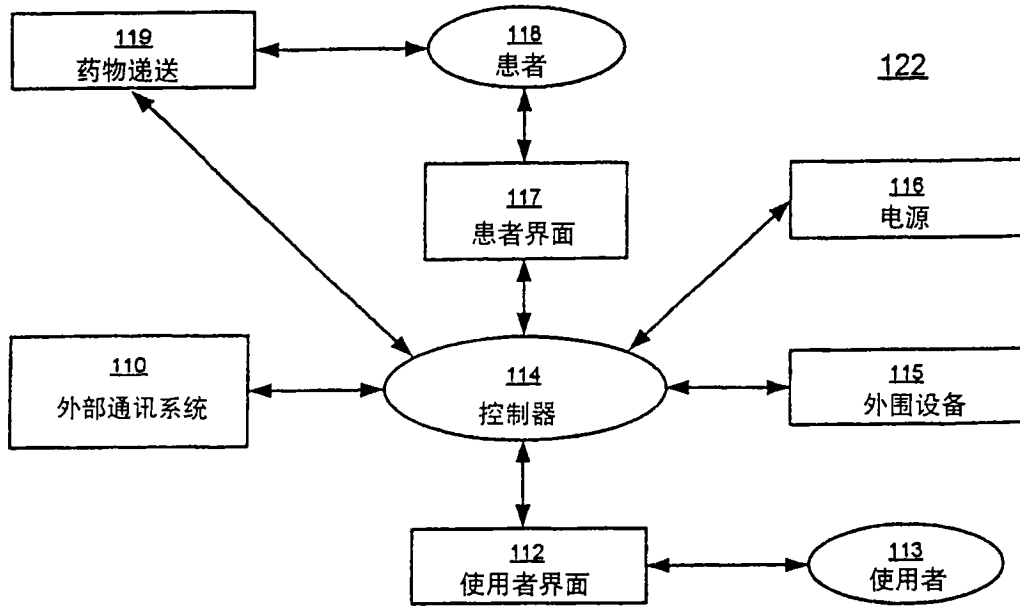 119
药物递送
118
患者
122
117
患者界面
116
电源
110
外部通讯系统
114
控制器
115
外围设备
112
使用者界面
113
使用者